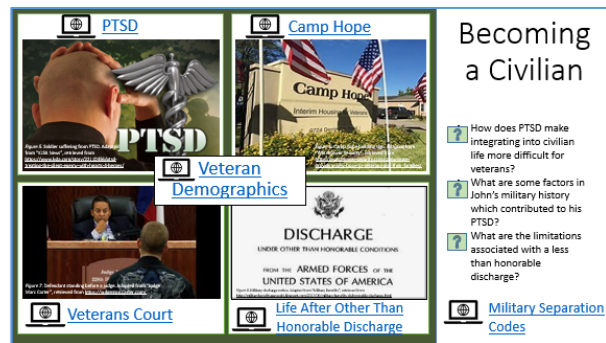 PTSD
Camp Hope
Becoming
a Civilian
Camp Hope
Interim Housing Veterans
PTSD
Veteran
Demographics
How does PTSD make
integrating into civilian
life more difficult for
veterans?
What are some factors in
John's military history
which contributed to his
PTSD?
What are the limitations
associated with a less
than honorable
discharge?
DISCHARGE
UNDER OTHER THAN HONORABLE CONDITIONS
FROM THE ARMED FORCES OF THE
UNITED STATES OF AMERICA
Veterans Court
Life After Other Than
Honorable Discharge
Military Separation
Codes